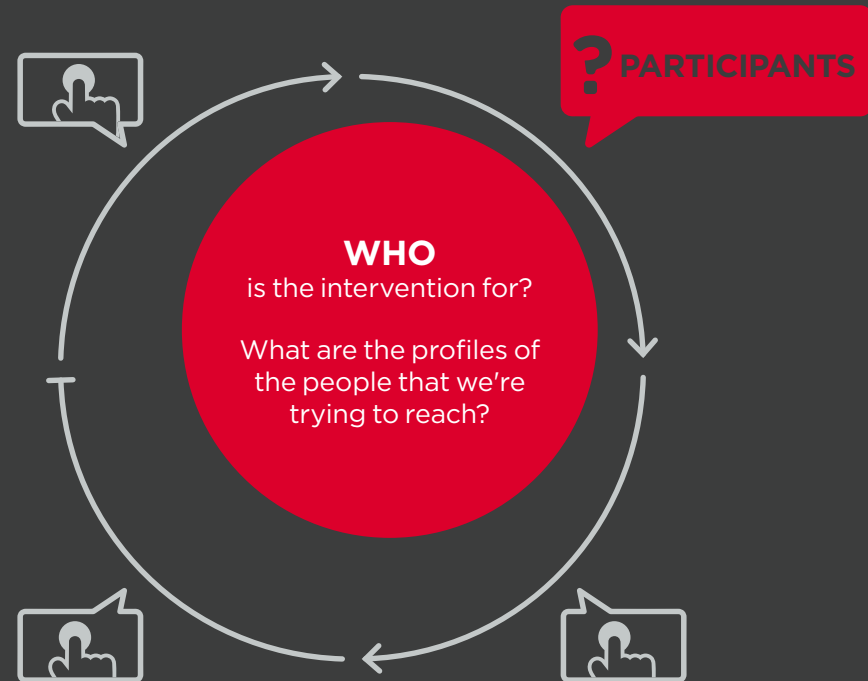 ? PARTICIPANTS
WHO
is the intervention for?
What are the profiles of
the people that we're
trying to reach?